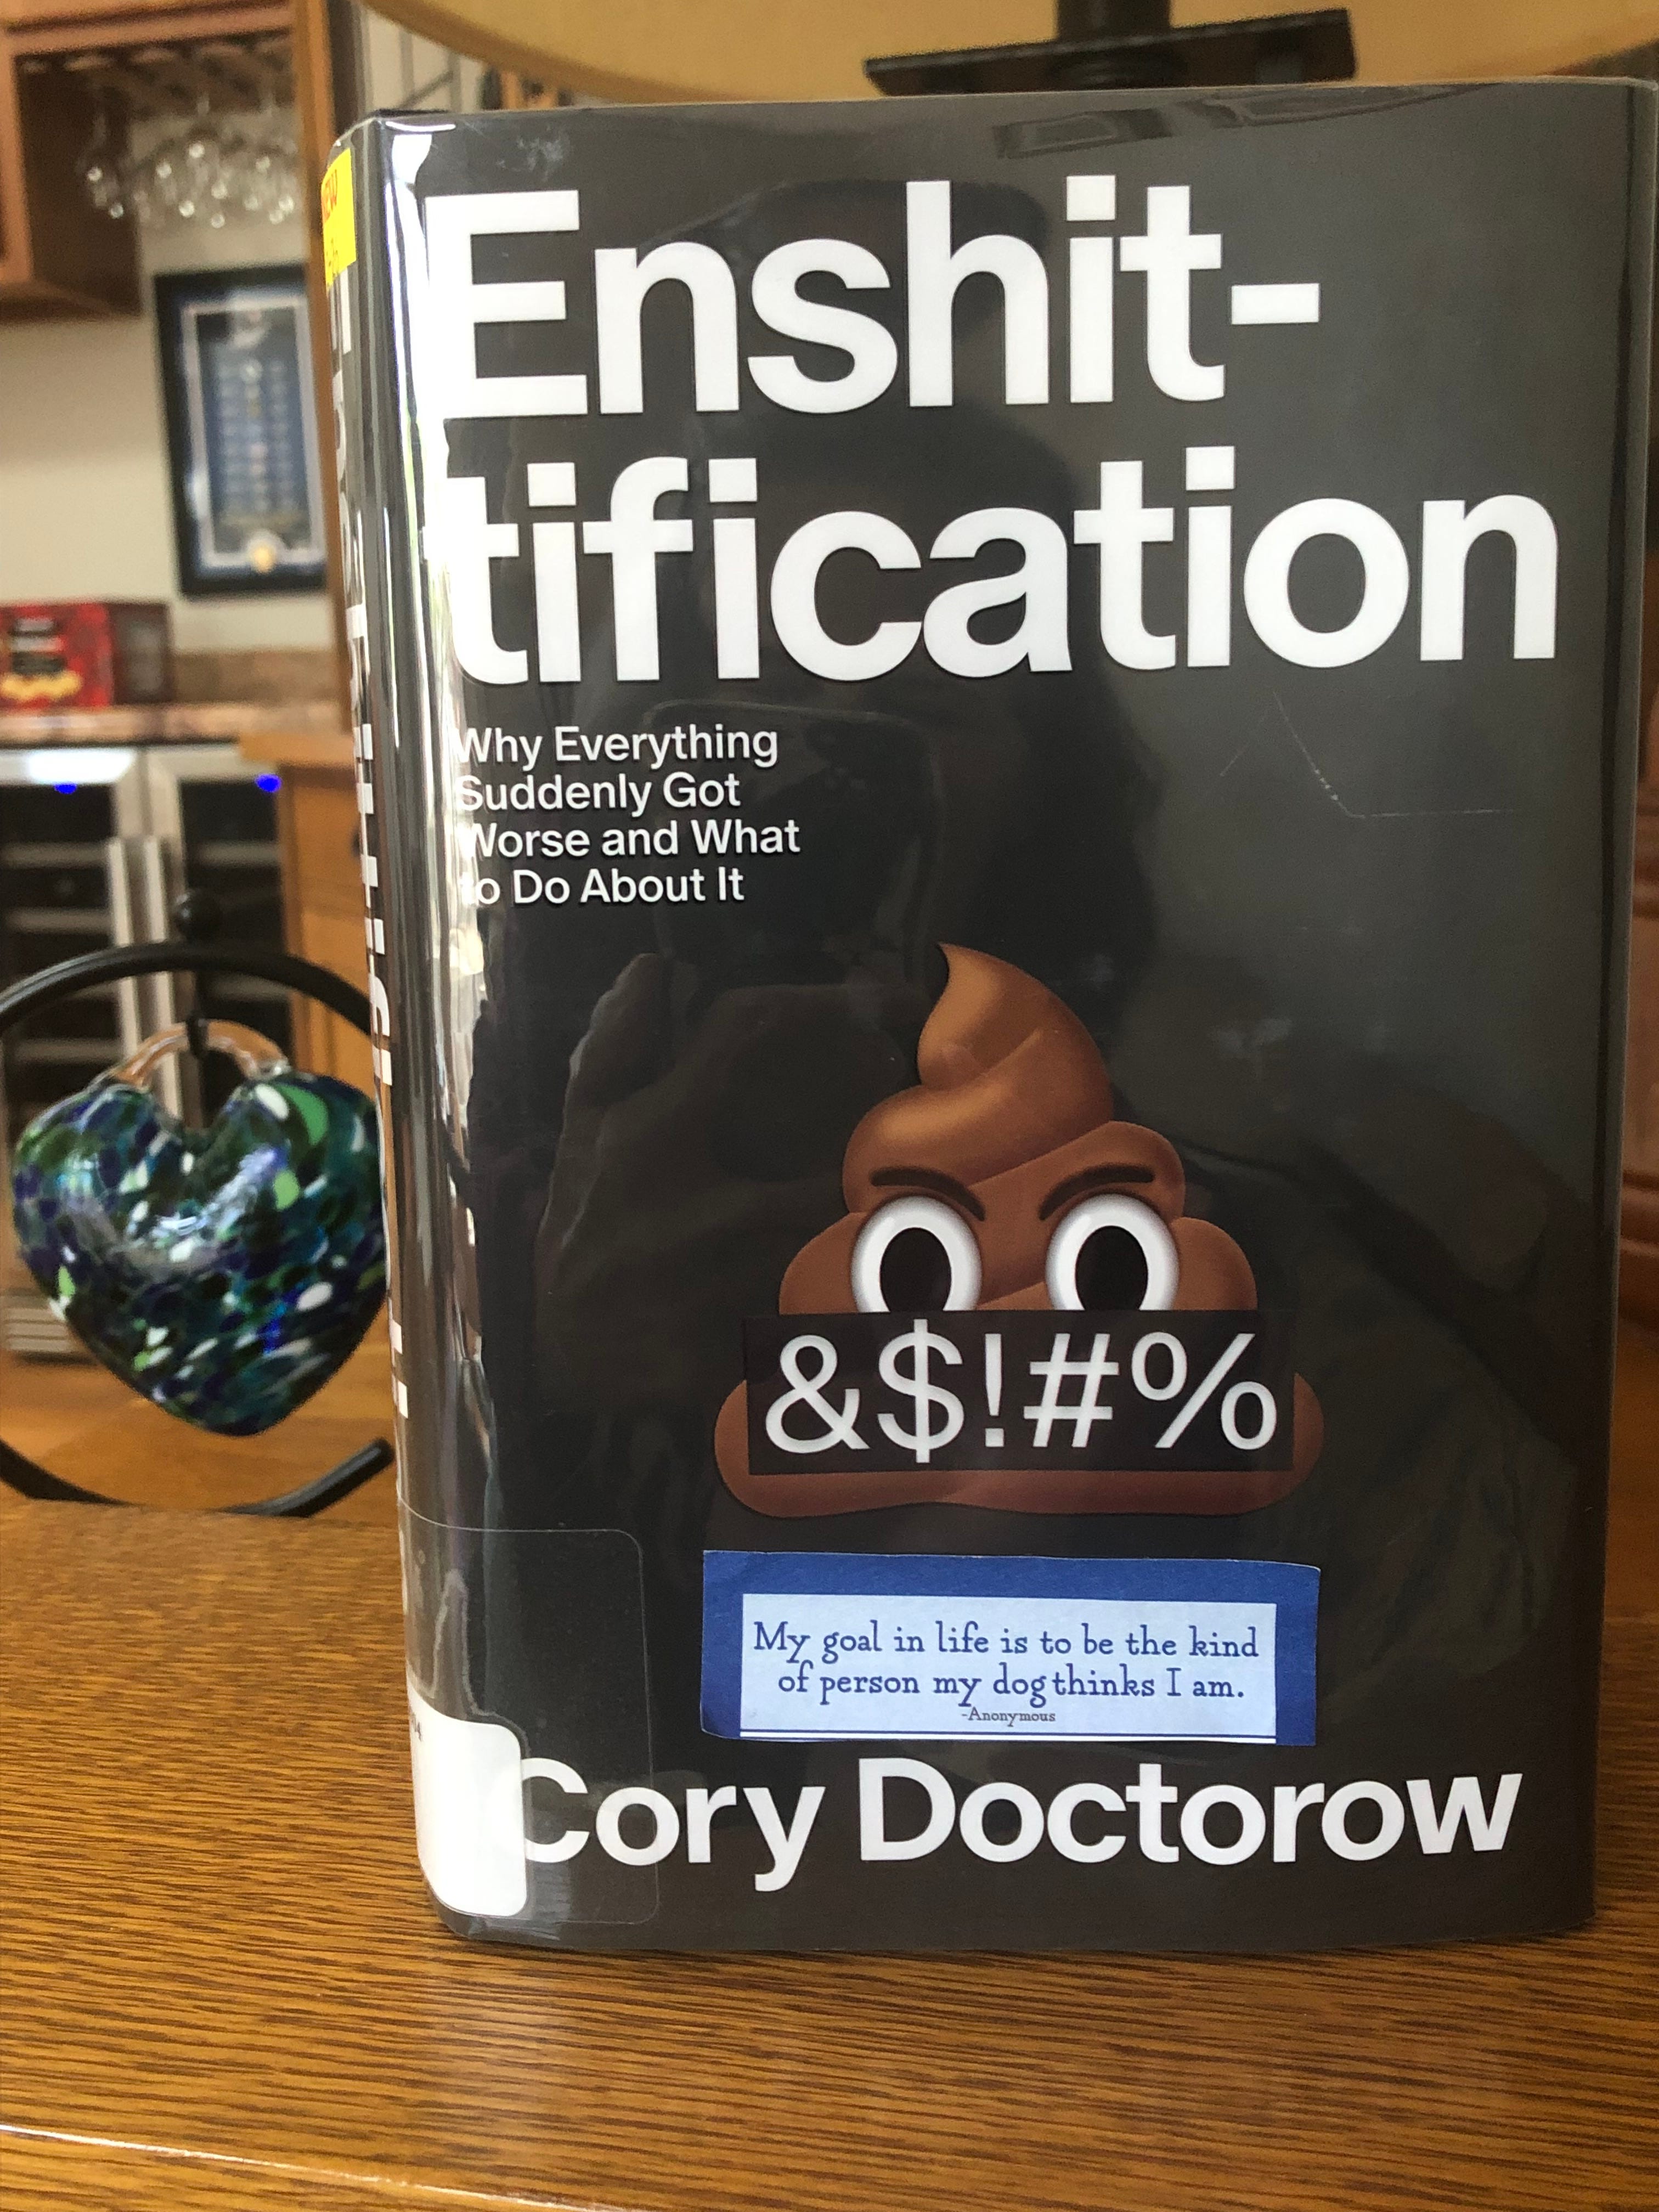 Enshit-
tification
Why Everything
Suddenly Got
Worse and What
to Do About It
&$!#%
My goal in life is to be the kind
of person my dog thinks I am.
-Anonymous
Cory Doctorow
NEW